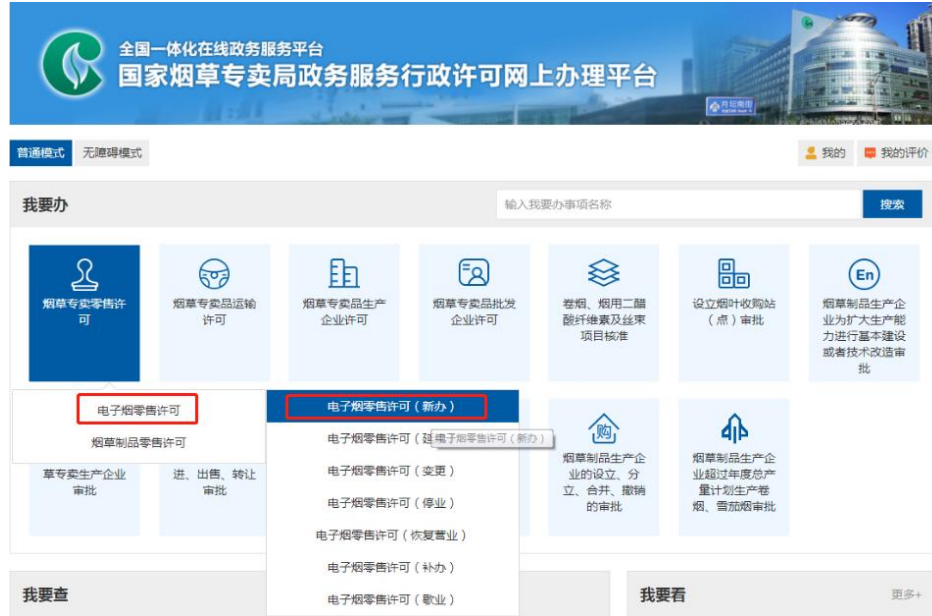 全国一体化在线政务服务平台
国家烟草专卖局政务服务行政许可网上办理平台
月坛南街
普通模式
无障碍模式
我的
我的评价
我要办
输入我要办事项名称
搜索
烟草专卖零售许
可
烟草专卖品运输
许可
烟草专卖品生产
企业许可
烟草专卖品批发
企业许可
卷烟、烟用二醋
酸纤维素及丝束
项目核准
设立烟叶收购站
（点）审批
En
烟草制品生产企
业为扩大生产能
力进行基本建设
或者技术改造审
批
电子烟零售许可
烟草制品零售许可
电子烟零售许可（新办）
电子烟零售许可（延
电子烟零售许可（新办）
电子烟零售许可（变更）
电子烟零售许可（停业）
电子烟零售许可（恢复营业）
电子烟零售许可（补办）
电子烟零售许可（歇业）
草专卖生产企业
审批
进、出售、转让
审批
购
烟草制品生产企
业的设立、分
立、合并、撤销
的审批
烟草制品生产企
业超过年度总产
量计划生产卷
烟、雪茄烟审批
我要查
我要看
更多+